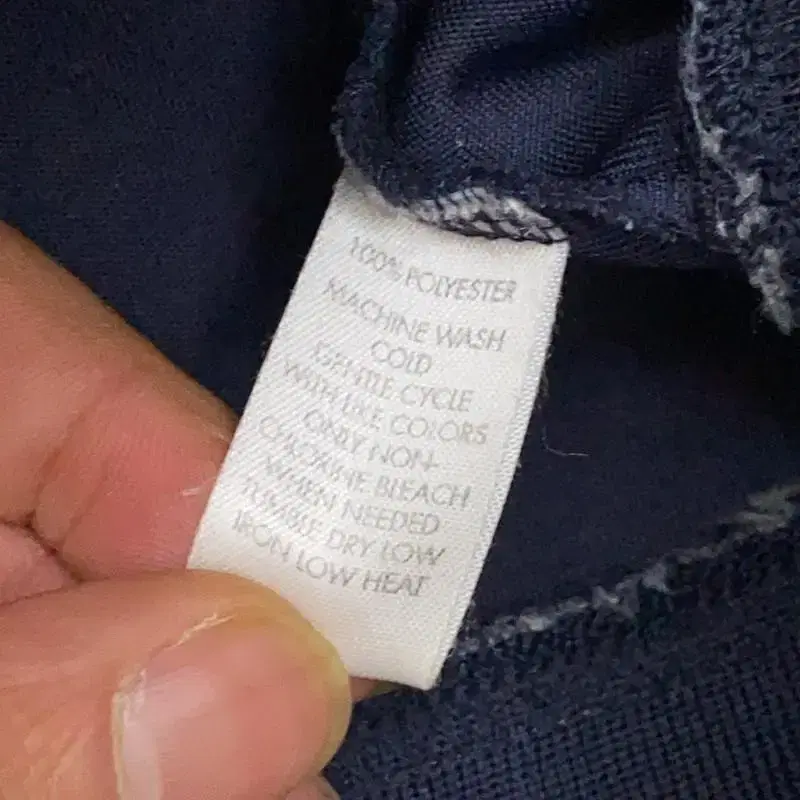 100% POLYESTER
MACHINE WASH
COLD
GENTLE CYCLE
WITH LIKE COLORS
ONLY NON-
CHLORINE BLEACH
WHEN NEEDED
TUMBLE DRY LOW
IRON LOW HEAT